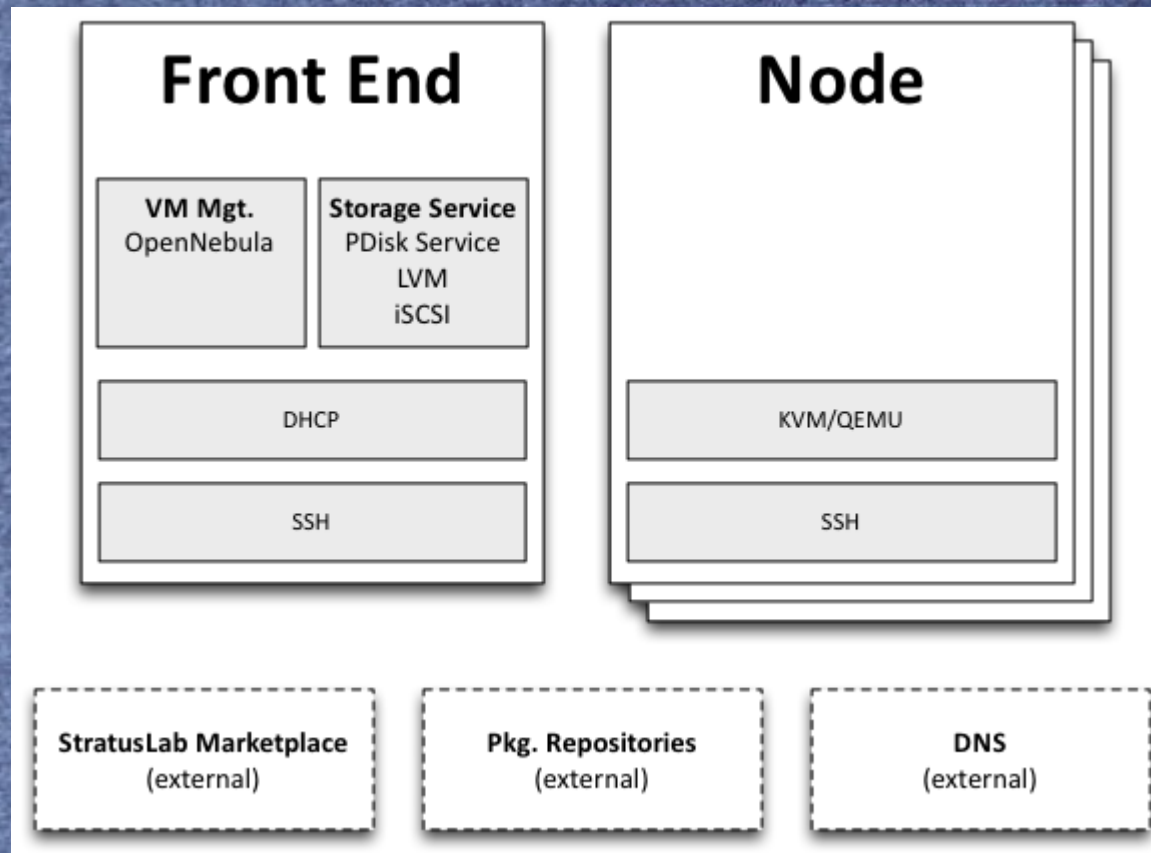 Front End
VM Mgt.
OpenNebula
Storage Service
PDisk Service
LVM
iSCSI
DHCP
SSH
Node
KVM/QEMU
SSH
StratusLab Marketplace
(external)
Pkg. Repositories
(external)
DNS
(external)